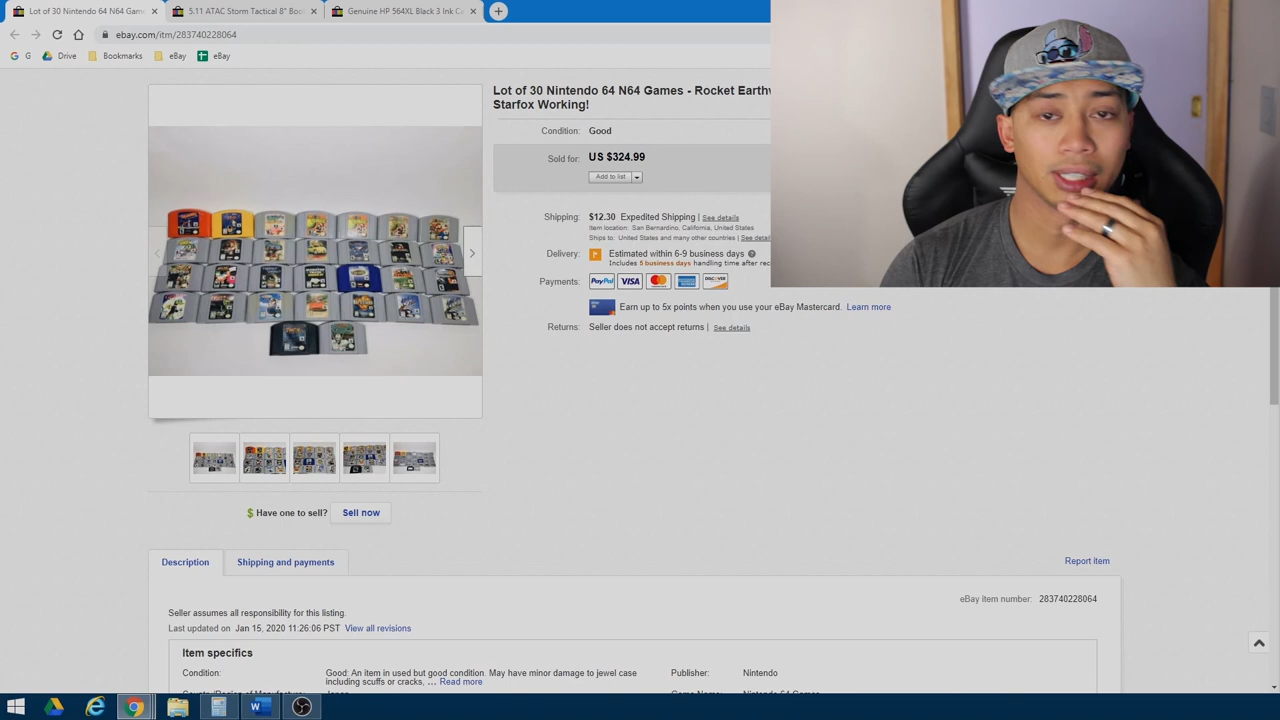 Lot of 30 Nintendo 64 N64 Gam
5.11 ATAC Storm Tactical 8" Boo
Genuine HP 564XL Black 3 Ink Ca
ebay.com/itm/283740228064
G
Drive
Bookmarks
eBay
eBay
Lot of 30 Nintendo 64 N64 Games - Rocket Earthw
Starfox Working!
Condition: Good
Sold for: US $324.99
Add to list
Shipping: $12.30 Expedited Shipping | See details
Item location: San Bernardino, California, United States
Ships to: United States and many other countries | See deta
Delivery: Estimated within 6-9 business days
Includes 5 business days handling time after rec
Payments: PayPal VISA DISCOVER
Earn up to 5x points when you use your eBay Mastercard. Learn more
Returns: Seller does not accept returns | See details
Have one to sell? Sell now
Description
Shipping and payments
Report item
eBay item number: 283740228064
Seller assumes all responsibility for this listing.
Last updated on Jan 15, 2020 11:26:06 PST View all revisions
Item specifics
Condition: Good: An item in used but good condition. May have minor damage to jewel case
including scuffs or cracks, ... Read more
Publisher: Nintendo